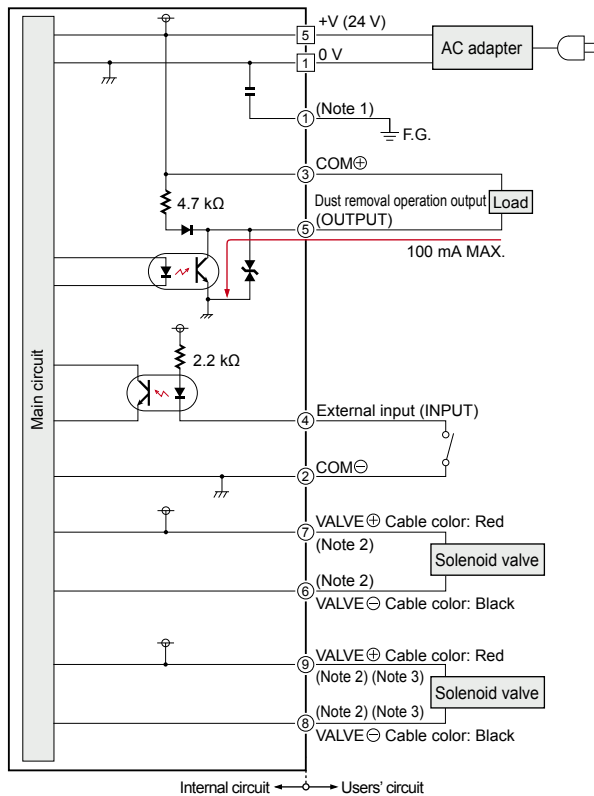 +V (24 V)
5
AC adapter
0 V
1
(Note 1)
1
F.G.
COM⊕
3
4.7 kΩ
Dust removal operation output
Load
(OUTPUT)
5
100 mA MAX.
Main circuit
2.2 kΩ
External input (INPUT)
4
COM⊖
2
VALVE⊕ Cable color: Red
7
(Note 2)
Solenoid valve
(Note 2)
6
VALVE⊖ Cable color: Black
VALVE⊕ Cable color: Red
9
(Note 2) (Note 3)
Solenoid valve
(Note 2) (Note 3)
8
VALVE⊖ Cable color: Black
Internal circuit
Users' circuit